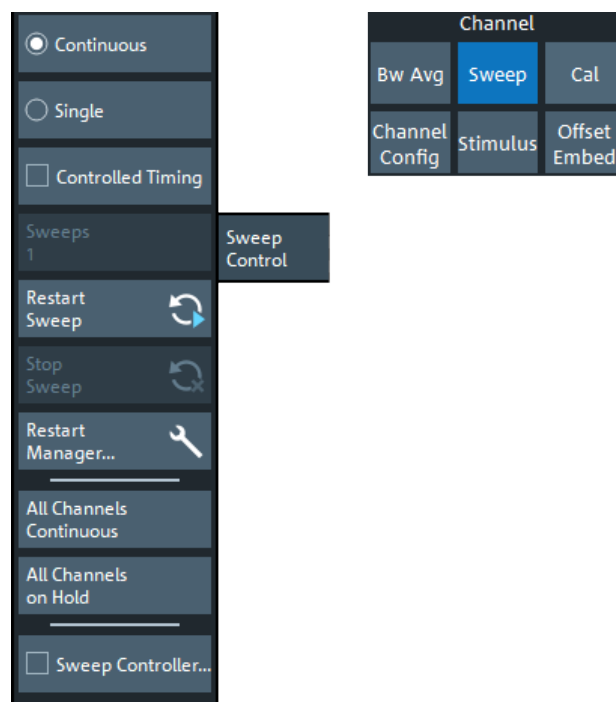 Continuous
Single
Controlled Timing
Sweeps
1
Restart
Sweep
Stop
Sweep
Restart
Manager...
All Channels
Continuous
All Channels
on Hold
Sweep Controller...
Sweep
Control
Channel
Bw Avg Sweep Cal
Channel
Config
Stimulus
Offset
Embed